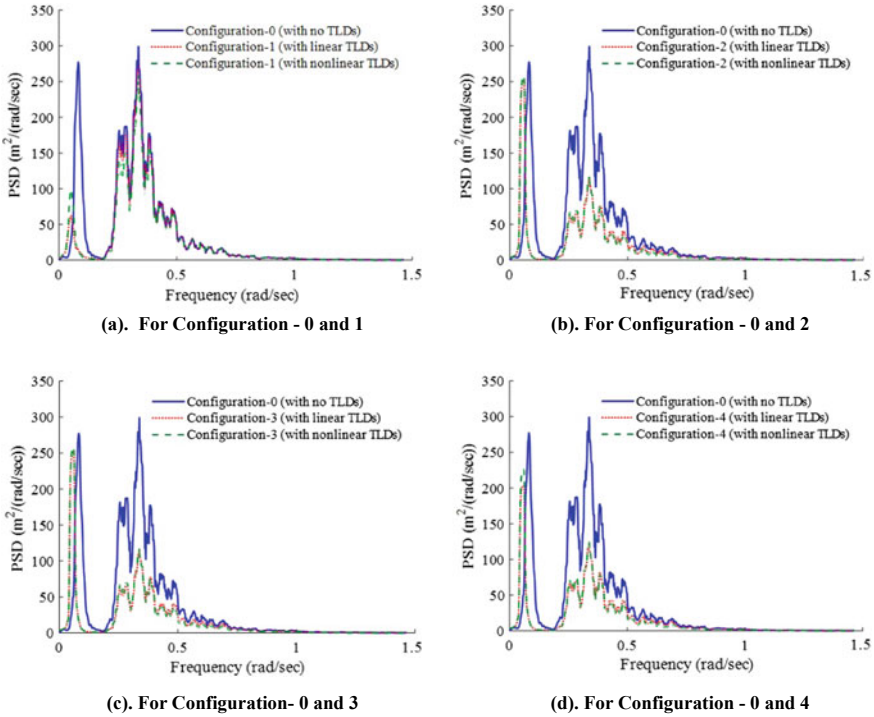 350
300
250
200
150
100
50
0
PSD (m²/(rad/sec))
Configuration-0 (with no TLDs)
Configuration-1 (with linear TLDs)
Configuration-1 (with nonlinear TLDs)
0
0.5
1
1.5
Frequency (rad/sec)
(a). For Configuration - 0 and 1
350
300
250
200
150
100
50
0
PSD (m²/(rad/sec))
Configuration-0 (with no TLDs)
Configuration-2 (with linear TLDs)
Configuration-2 (with nonlinear TLDs)
0
0.5
1
1.5
Frequency (rad/sec)
(b). For Configuration - 0 and 2
350
300
250
200
150
100
50
0
PSD (m²/(rad/sec))
Configuration-0 (with no TLDs)
Configuration-3 (with linear TLDs)
Configuration-3 (with nonlinear TLDs)
0
0.5
1
1.5
Frequency (rad/sec)
(c). For Configuration- 0 and 3
350
300
250
200
150
100
50
0
PSD (m²/(rad/sec))
Configuration-0 (with no TLDs)
Configuration-4 (with linear TLDs)
Configuration-4 (with nonlinear TLDs)
0
0.5
1
1.5
Frequency (rad/sec)
(d). For Configuration - 0 and 4